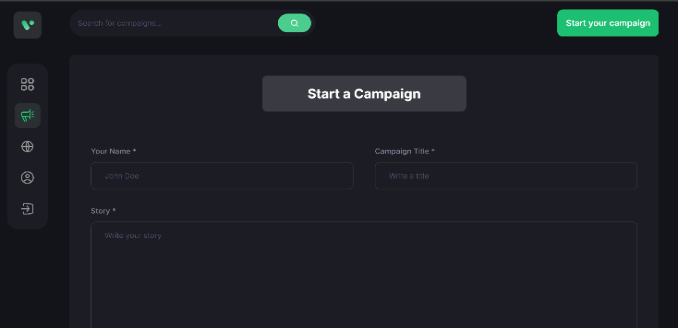 Search for campaigns...
Start your campaign
Start a Campaign
Your Name *
Campaign Title *
John Doe
Write a title
Story *
Write your story